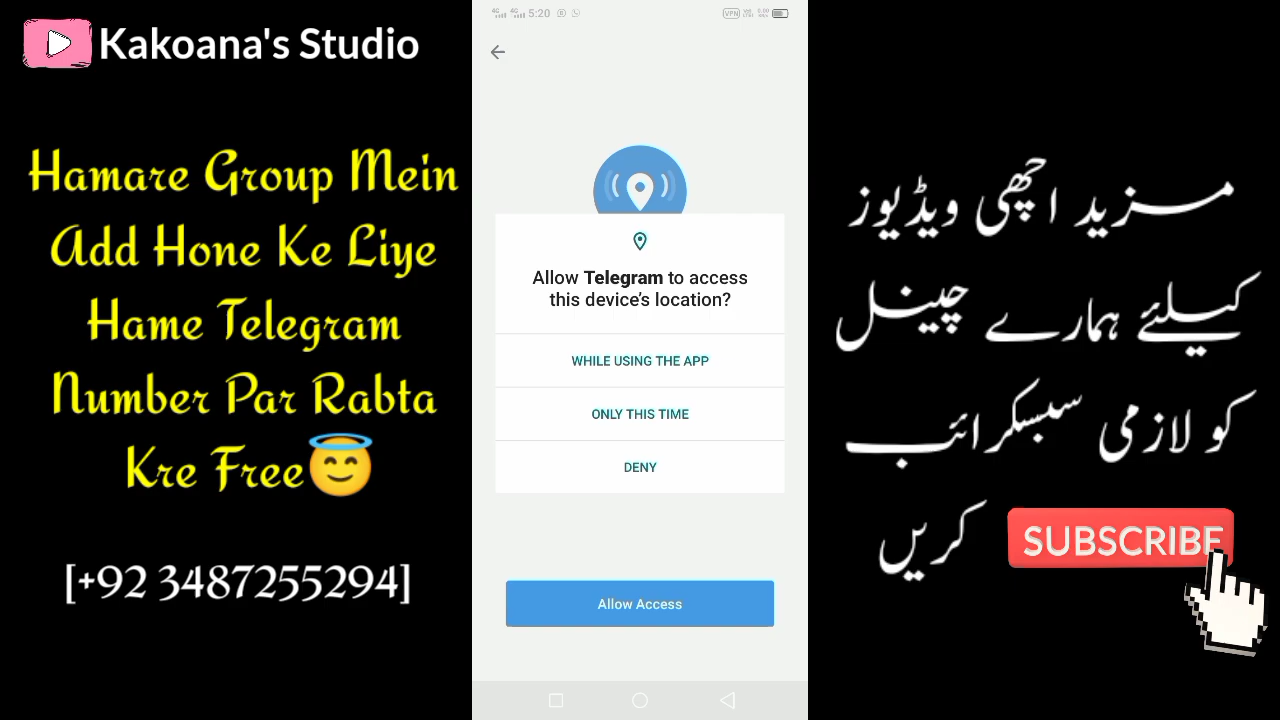 Kakoana's Studio
Hamare Group Mein
Add Hone Ke Liye
Hame Telegram
Number Par Rabta
Kre Free
[+92 3487255294]
5:20
VPN
Allow Telegram to access
this device's location?
WHILE USING THE APP
ONLY THIS TIME
DENY
Allow Access
مزید اچھی ویڈیوز
کیلئے ہمارے چینل
کو لازمی سبسکرائب
کریں
SUBSCRIBE